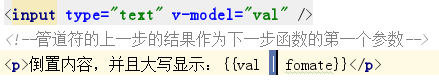 <input type="text" v-model="val" />
<!--管道符的上一步的结果作为下一步函数的第一个参数-->
<p>倒置内容，并且大写显示：{{val | fomate}}</p>